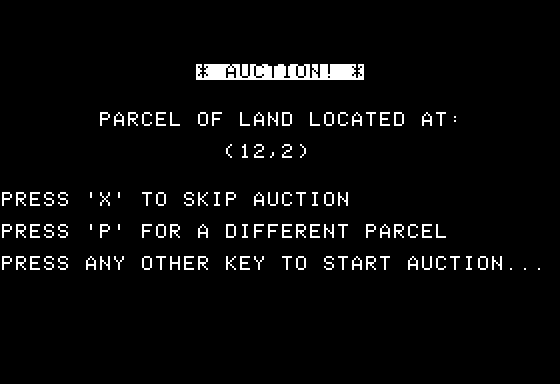 * AUCTION! *
PARCEL OF LAND LOCATED AT:
(12,2)
PRESS 'X' TO SKIP AUCTION
PRESS 'P' FOR A DIFFERENT PARCEL
PRESS ANY OTHER KEY TO START AUCTION...